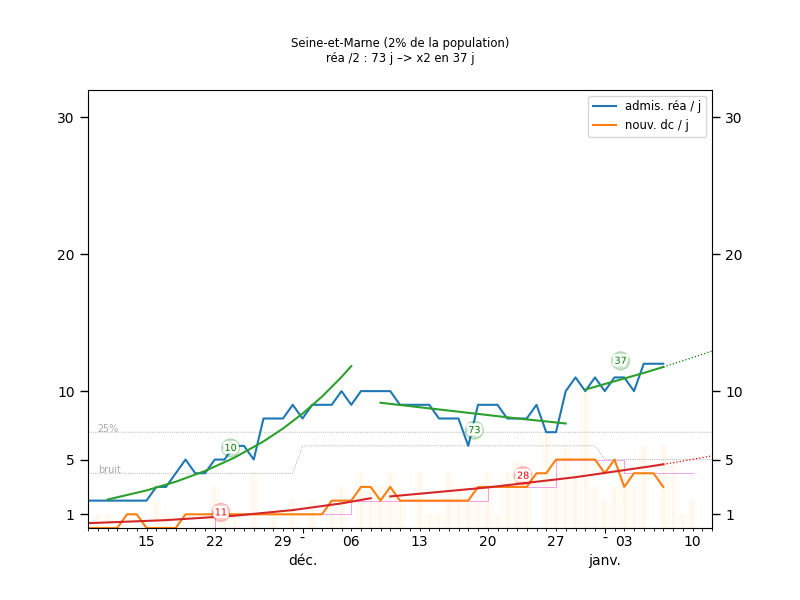 Seine-et-Marne (2% de la population)
réa /2 : 73 j –> x2 en 37 j
admis. réa / j
nouv. dc / j
30 30
20 20
10 10
5 5
1 1
25%
bruit
10
11
73
28
37
15 22 29 - 06 13 20 27 - 03 10
déc. janv.